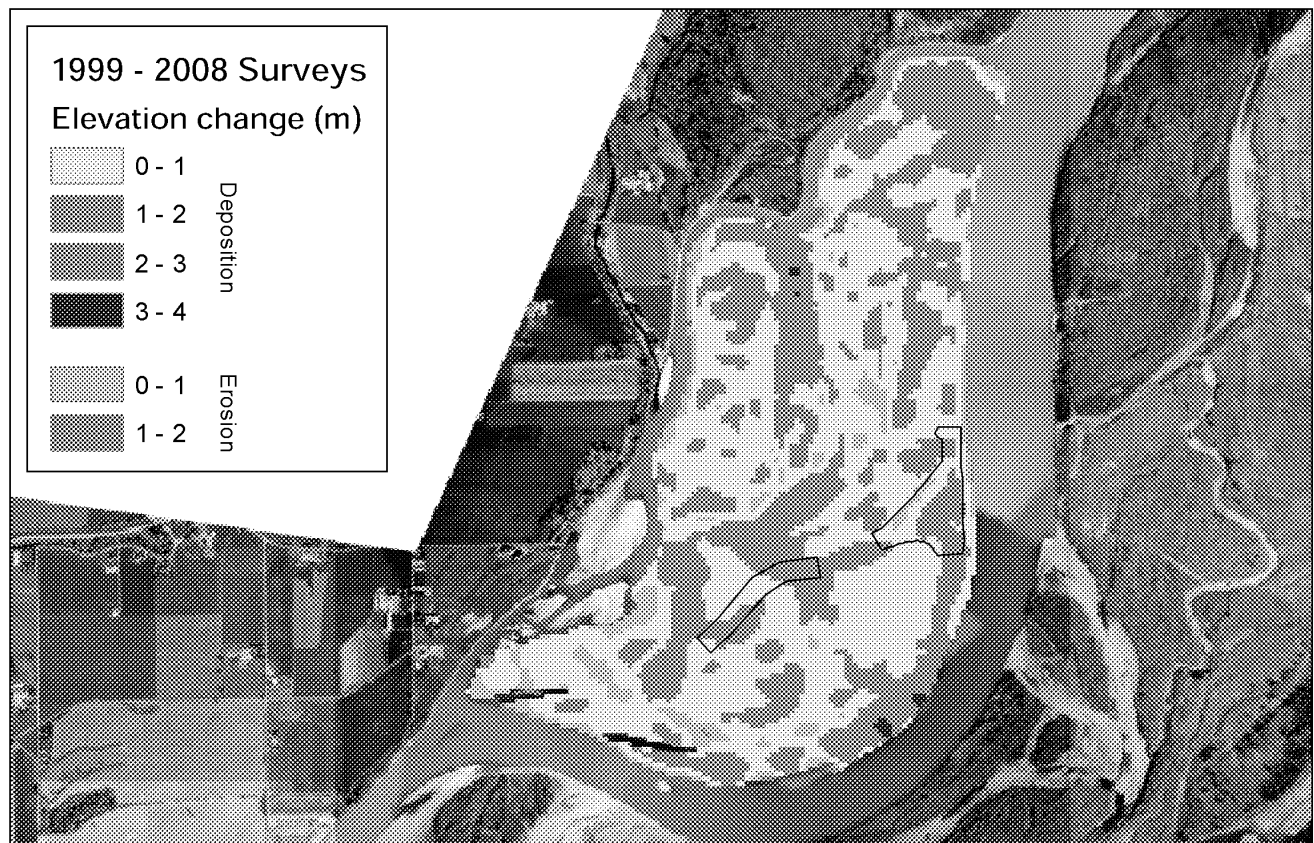 1999 - 2008 Surveys
Elevation change (m)
0 - 1
1 - 2
2 - 3
3 - 4
Deposition
0 - 1
1 - 2
Erosion